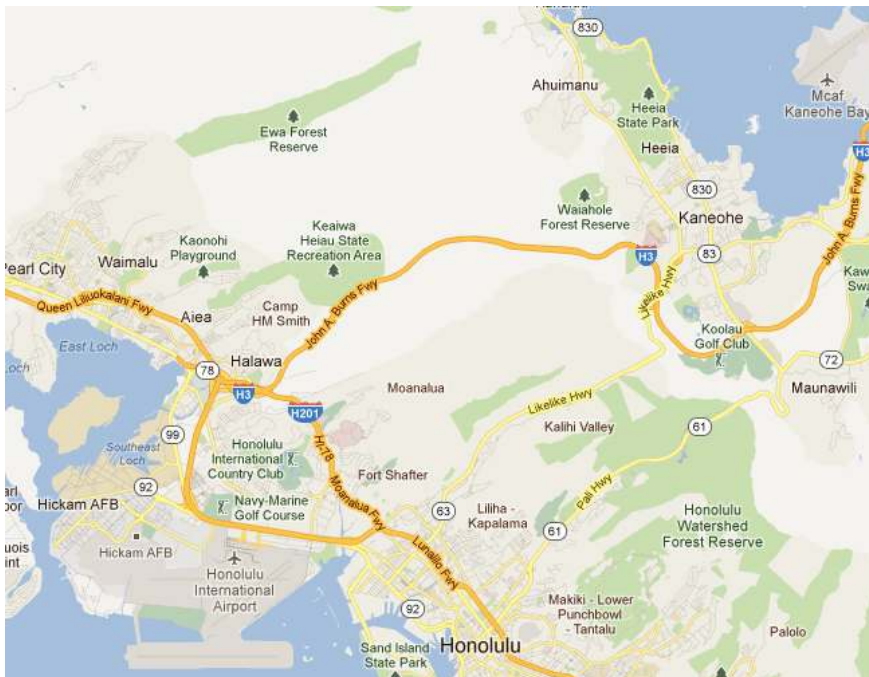 830
Ahuimanu
Heeia
State Park
Mcaf
Kaneohe Bay
Ewa Forest
Reserve
Heeia
H3
830
Waiahole
Forest Reserve
Kaneohe
John A. Burns Fwy
Keaiwa
Heiau State
Recreation Area
Kaonohi
Playground
Waimalu
Pearl City
H3
83
Kaw
Swa
Queen Liliuokalani Fwy
Camp
HM Smith
John A. Burns Fwy
Likelike Hwy
Aiea
Koolau
Golf Club
East Loch
Halawa
78
72
H3
Moanalua
Maunawili
H201
Likelike Hwy
Kalihi Valley
61
99
Southeast
Loch
Honolulu
International
Country Club
HI-78
Fort Shafter
92
Moanalua Fwy
Pali Hwy
Hickam AFB
Navy-Marine
Golf Course
63
Liliha -
Kapalama
Honolulu
Watershed
Forest Reserve
61
Hickam AFB
Lunalilo Fwy
Honolulu
International
Airport
92
Makiki - Lower
Punchbowl
- Tantalu
Palolo
Sand Island
State Park
Honolulu